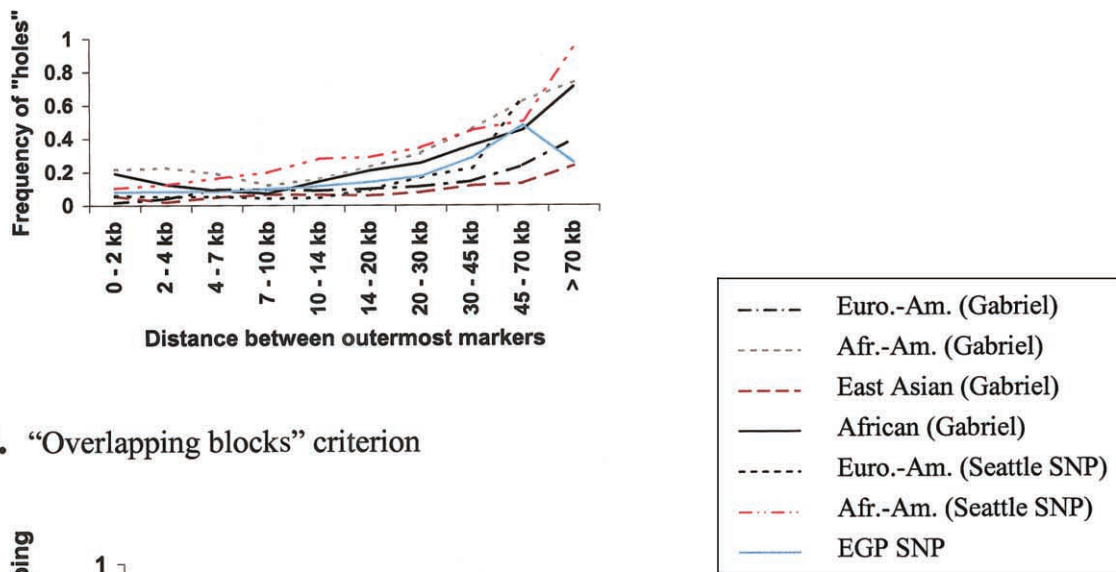 Frequency of "holes"
1
0.8
0.6
0.4
0.2
0
0 - 2 kb
2 - 4 kb
4 - 7 kb
7 - 10 kb
10 - 14 kb
14 - 20 kb
20 - 30 kb
30 - 45 kb
45 - 70 kb
> 70 kb
Distance between outermost markers
Euro.-Am. (Gabriel)
Afr.-Am. (Gabriel)
East Asian (Gabriel)
African (Gabriel)
Euro.-Am. (Seattle SNP)
Afr.-Am. (Seattle SNP)
EGP SNP
. "Overlapping blocks" criterion
1